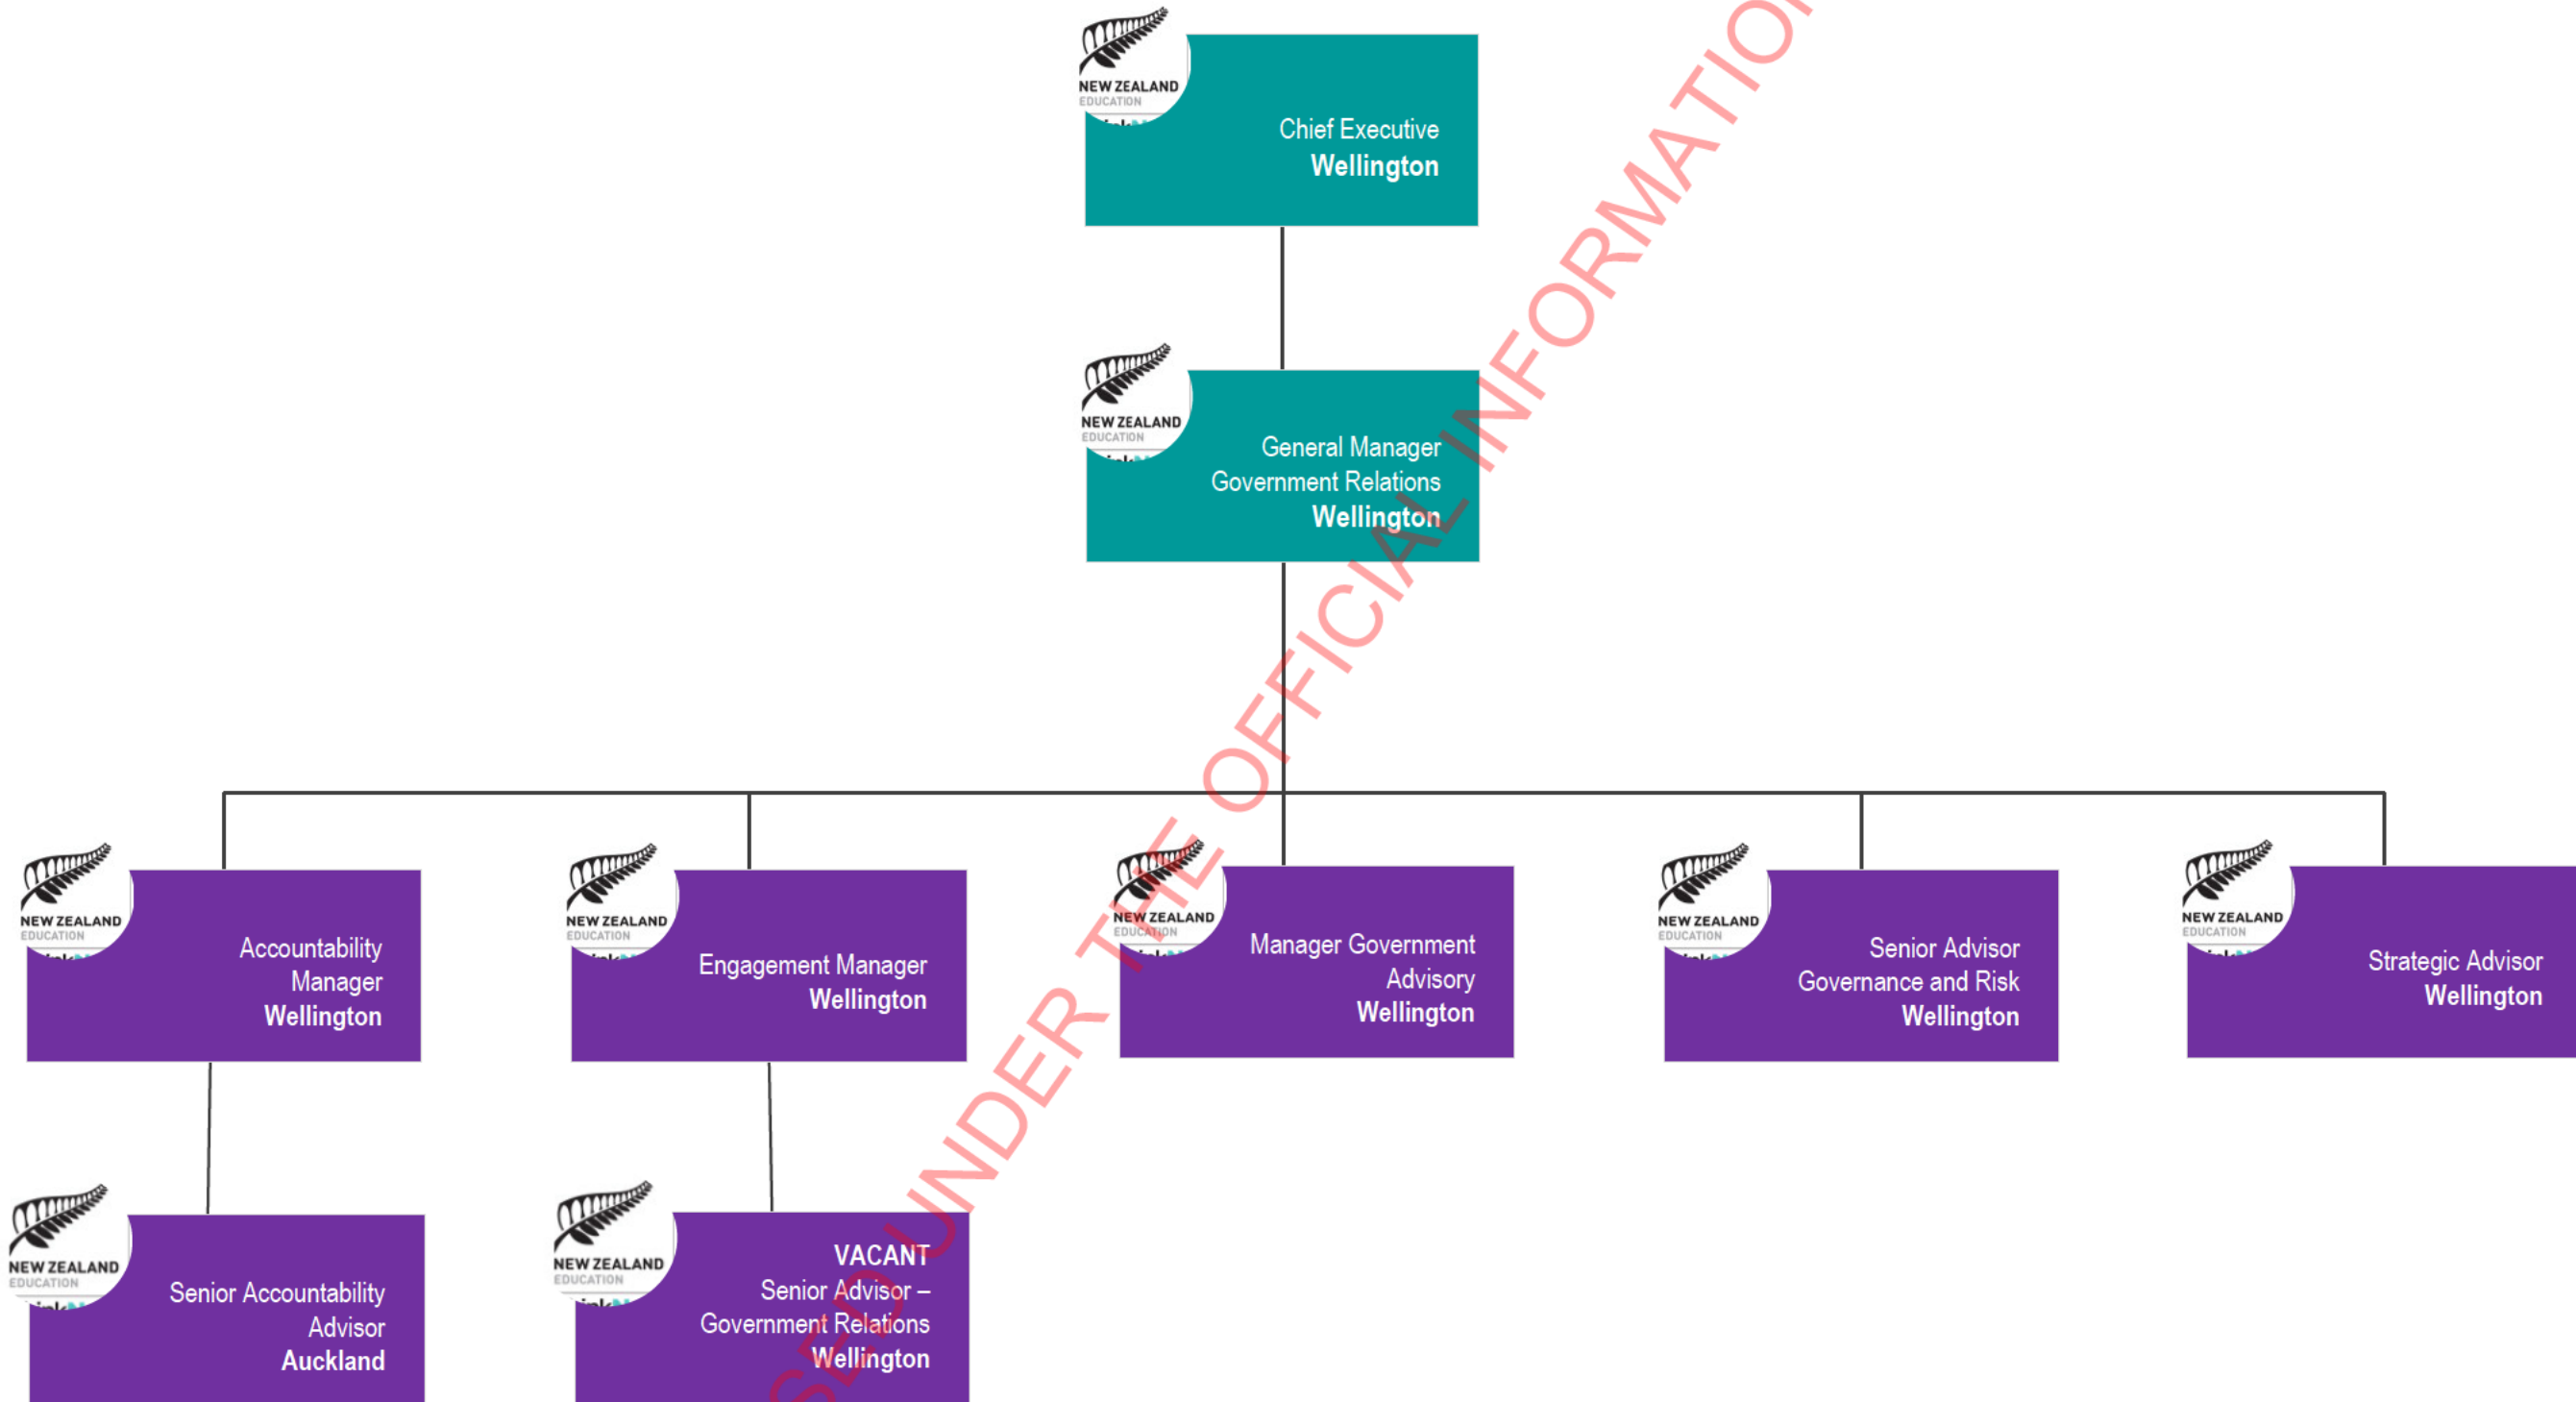 NEW ZEALAND
EDUCATION
Chief Executive
Wellington
NEW ZEALAND
EDUCATION
General Manager
Government Relations
Wellington
NEW ZEALAND
EDUCATION
Accountability
Manager
Wellington
NEW ZEALAND
EDUCATION
Engagement Manager
Wellington
NEW ZEALAND
EDUCATION
Manager Government
Advisory
Wellington
NEW ZEALAND
EDUCATION
Senior Advisor
Governance and Risk
Wellington
NEW ZEALAND
EDUCATION
Strategic Advisor
Wellington
NEW ZEALAND
EDUCATION
Senior Accountability
Advisor
Auckland
NEW ZEALAND
EDUCATION
VACANT
Senior Advisor –
Government Relations
Wellington
UNDER THE OFFICIAL INFORMATION